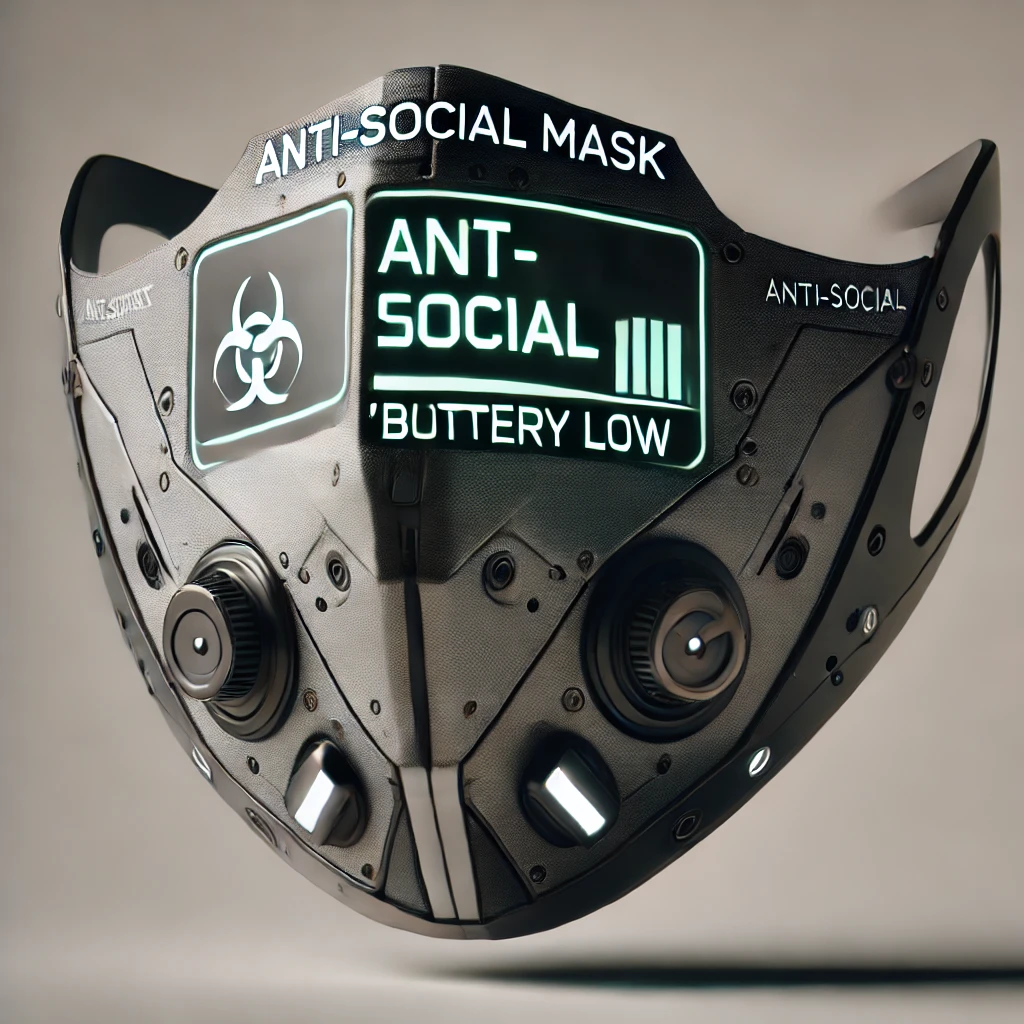 ANTI-SOCIAL MASK
ANT-
SOCIAL
'BUTTERY LOW
ANTI-SOCIAL